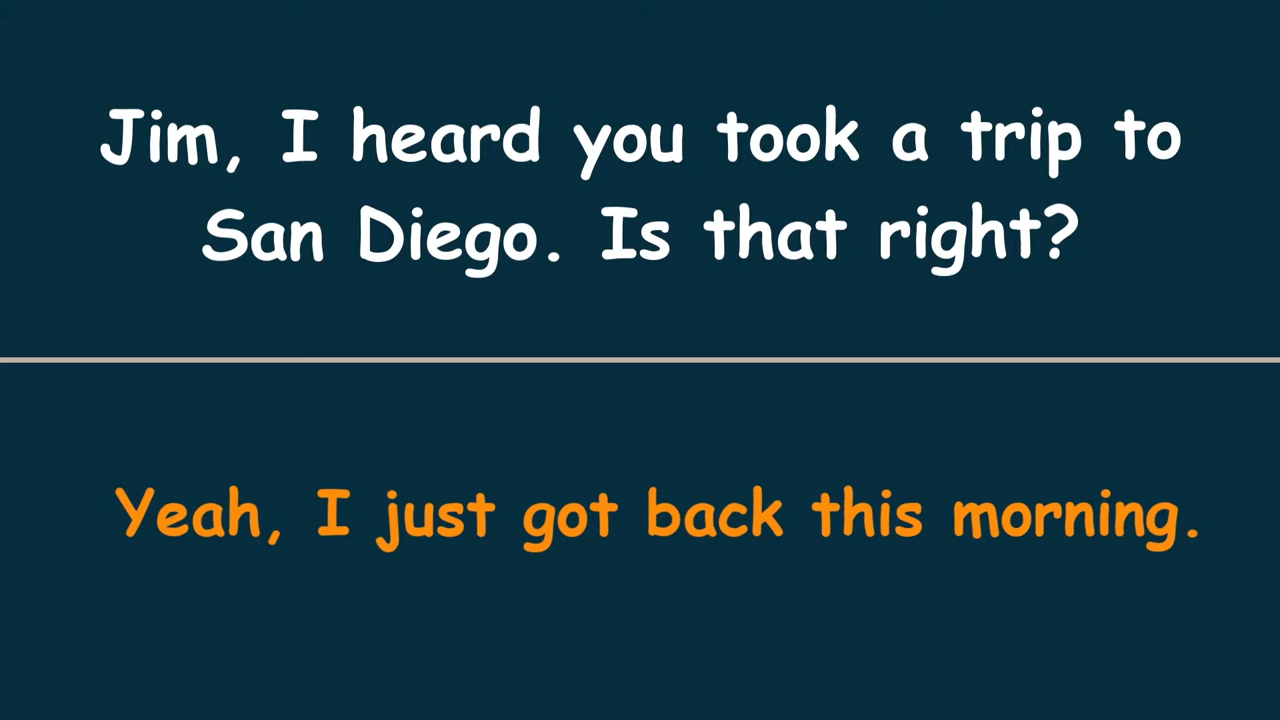 Jim, I heard you took a trip to
San Diego. Is that right?
Yeah, I just got back this morning.